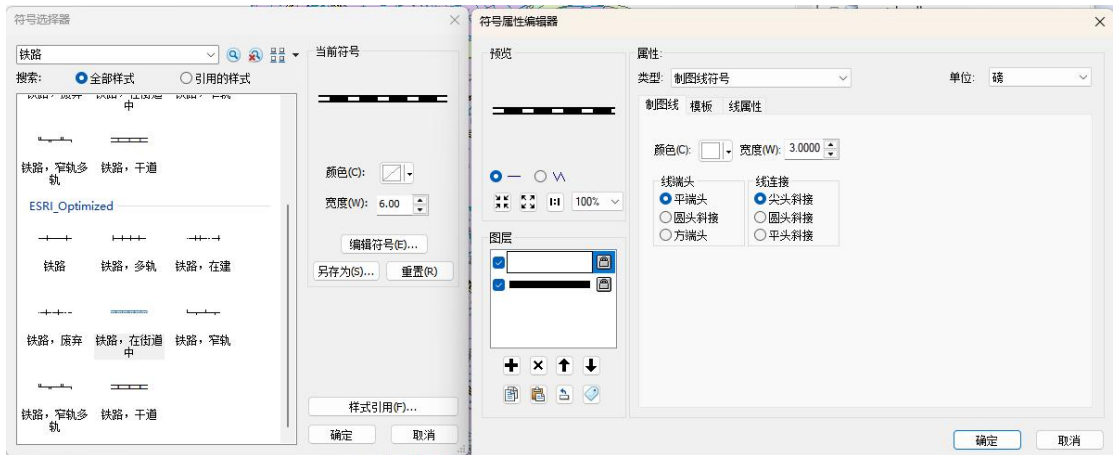 符号选择器
铁路
搜索: 全部样式 引用的样式
中
铁路，窄轨多轨 铁路，干道
ESRI_Optimized
铁路 铁路，多轨 铁路，在建
铁路，废弃 铁路，在街道中 铁路，窄轨
铁路，窄轨多轨 铁路，干道
当前符号
颜色(C):
宽度(W): 6.00
编辑符号(E)...
另存为(S)... 重置(R)
样式引用(F)...
确定 取消
符号属性编辑器
预览
1:1 100%
图层
属性:
类型: 制图线符号 单位: 磅
制图线 模板 线属性
颜色(C): 宽度(W): 3.0000
线端头 线连接
平端头 尖头斜接
圆头斜接 圆头斜接
方端头 平头斜接
确定 取消